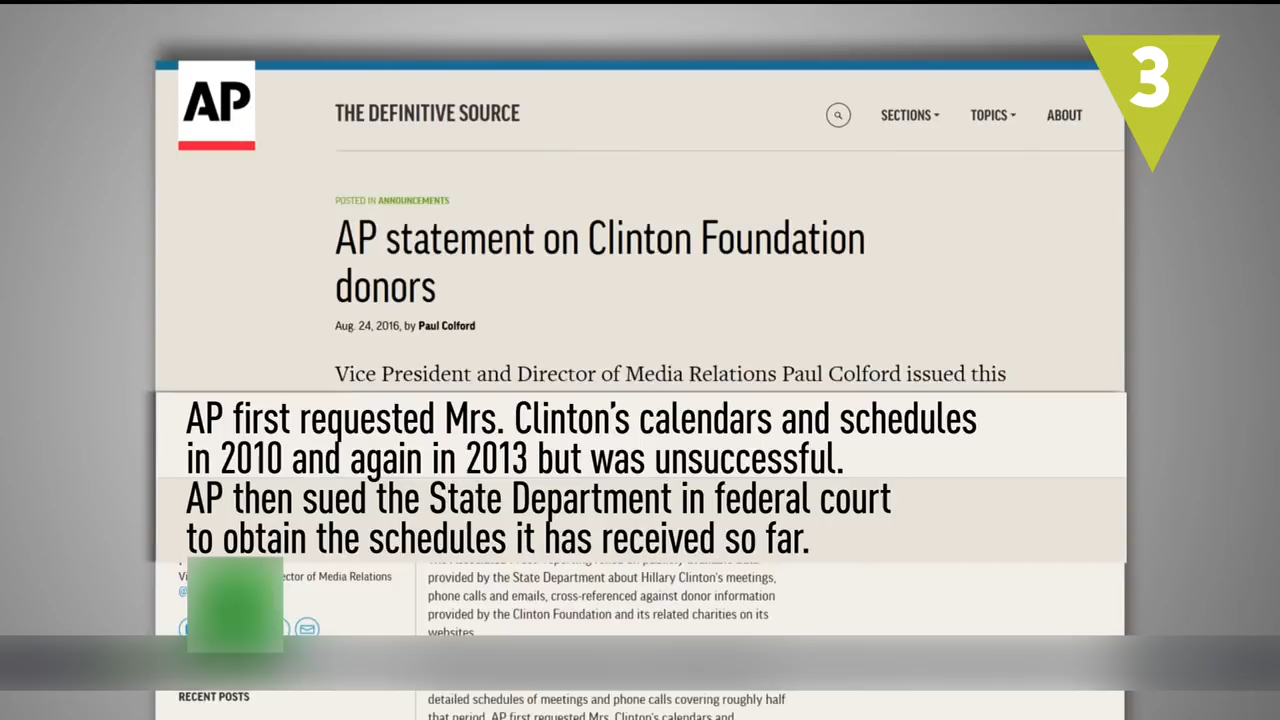 3
AP
THE DEFINITIVE SOURCE
SECTIONS
TOPICS
ABOUT
POSTED IN ANNOUNCEMENTS
AP statement on Clinton Foundation
donors
Aug. 24, 2016, by Paul Colford
Vice President and Director of Media Relations Paul Colford issued this
AP first requested Mrs. Clinton’s calendars and schedules
in 2010 and again in 2013 but was unsuccessful.
AP then sued the State Department in federal court
to obtain the schedules it has received so far.
ector of Media Relations
provided by the State Department about Hillary Clinton's meetings,
phone calls and emails, cross-referenced against donor information
provided by the Clinton Foundation and its related charities on its
websites
RECENT POSTS
detailed schedules of meetings and phone calls covering roughly half
that period. AP first requested Mrs. Clinton's calendars and